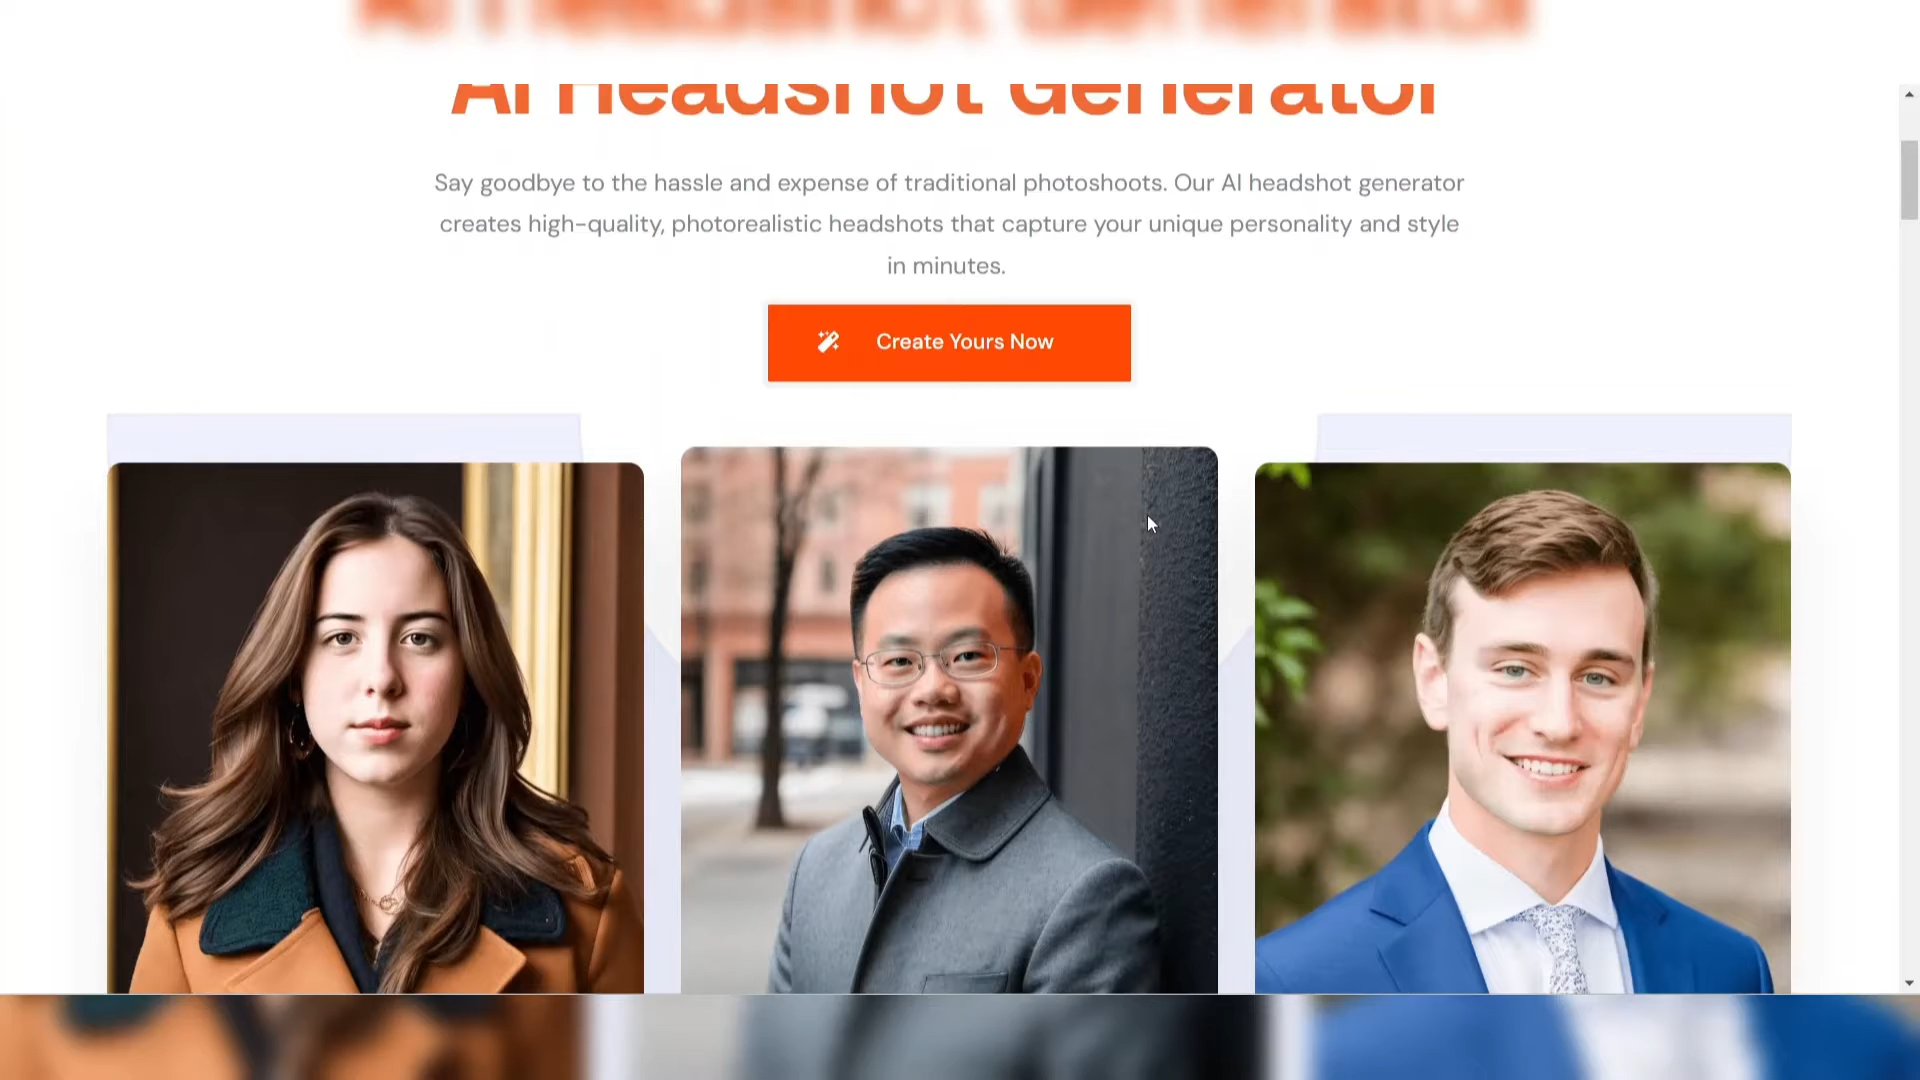 AI Headshot Generator
Say goodbye to the hassle and expense of traditional photoshoots. Our AI headshot generator
creates high-quality, photorealistic headshots that capture your unique personality and style
in minutes.
Create Yours Now